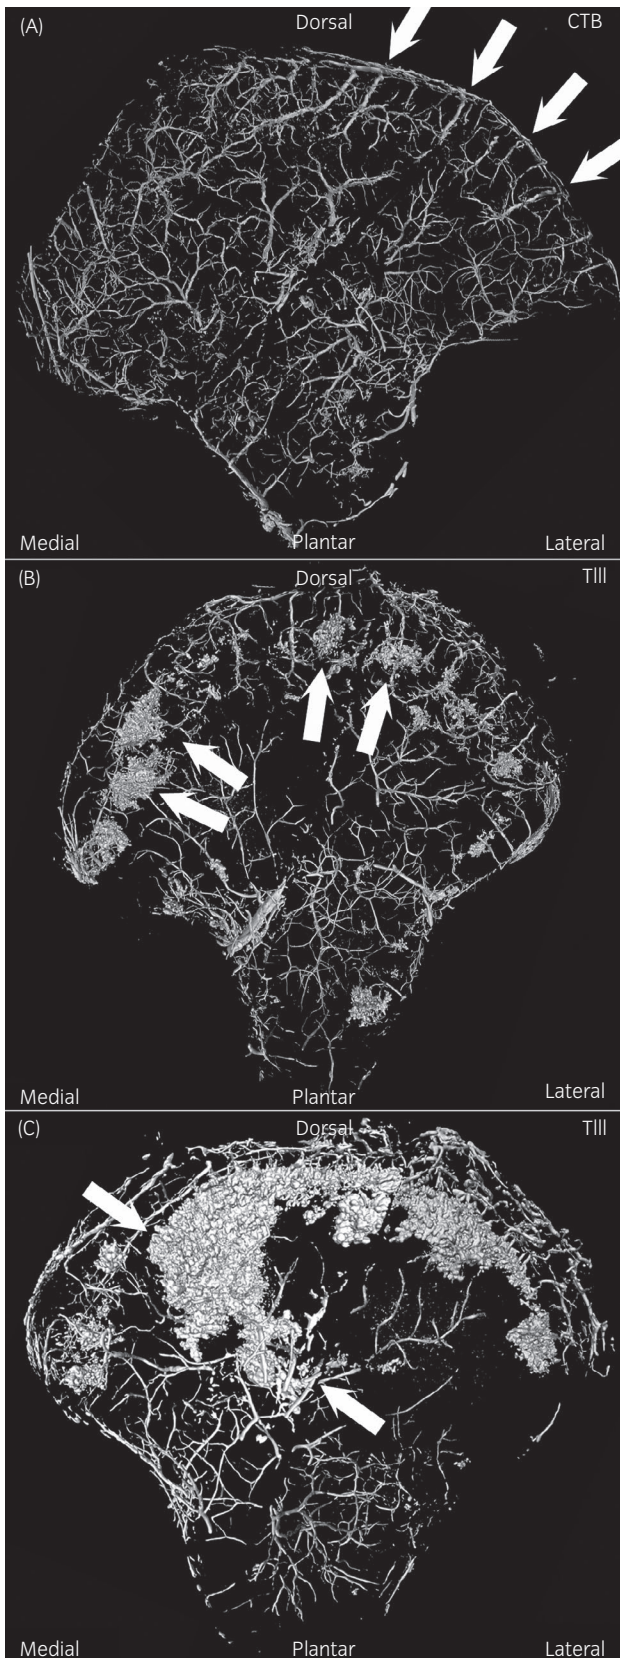 (A) Dorsal CTB
Medial Plantar Lateral
(B) Dorsal TIII
Medial Plantar Lateral
(C) Dorsal TIII
Medial Plantar Lateral